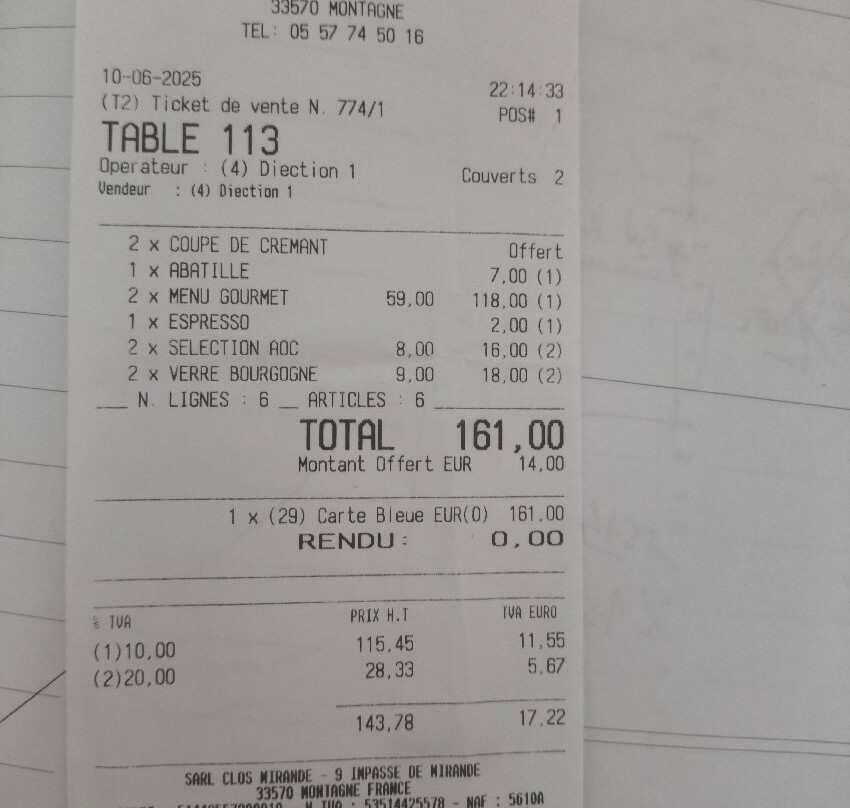 33570 MONTAGNE
TEL: 05 57 74 50 16
10-06-2025 22:14:33
(T2) Ticket de vente N. 774/1 POS# 1
TABLE 113
Operateur : (4) Diection 1 Couverts 2
Vendeur : (4) Diection 1
2 x COUPE DE CREMANT Offert
1 x ABATILLE 7,00 (1)
2 x MENU GOURMET 59,00 118,00 (1)
1 x ESPRESSO 2,00 (1)
2 x SELECTION AOC 8,00 16,00 (2)
2 x VERRE BOURGOGNE 9,00 18,00 (2)
___ N. LIGNES : 6 __ ARTICLES : 6 ____________
TOTAL 161,00
Montant Offert EUR 14,00
1 x (29) Carte Bleue EUR(0) 161,00
RENDU: 0,00
% TVA PRIX H.T TVA EURO
(1)10,00 115,45 11,55
(2)20,00 28,33 5,67
143,78 17,22
SARL CLOS MIRANDE - 9 IMPASSE DE MIRANDE
33570 MONTAGNE FRANCE
53514425578 - NAF : 5610A